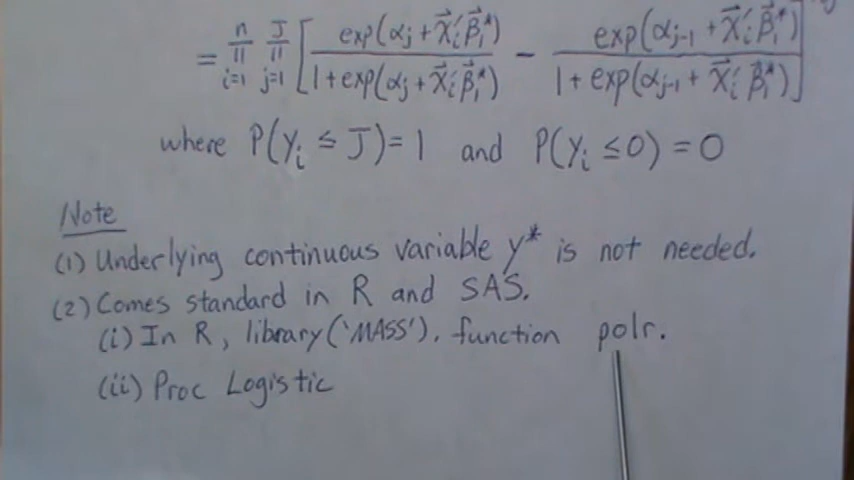 = n∏i=1 J∏j=1 [ exp(αj + x⃗i′ β⃗1*) / 1 + exp(αj + x⃗i′ β⃗1*) − exp(αj-1 + x⃗i′ β⃗1*) / 1 + exp(αj-1 + x⃗i′ β⃗1*) ]
where P(Yi ≤ J) = 1 and P(Yi ≤ 0) = 0
Note
(1) Underlying continuous variable y* is not needed.
(2) Comes standard in R and SAS.
(i) In R, library('MASS'). function polr.
(ii) Proc Logistic